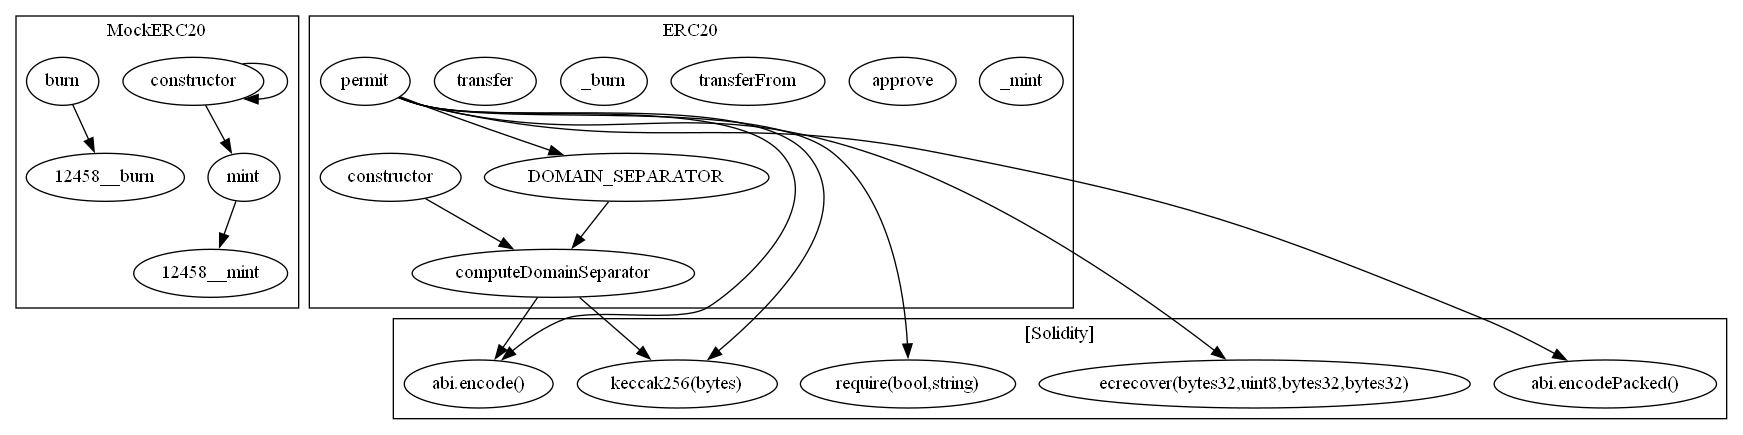 MockERC20
ERC20
burn
constructor
permit
transfer
_burn
transferFrom
approve
_mint
12458__burn
mint
constructor
DOMAIN_SEPARATOR
12458__mint
computeDomainSeparator
[Solidity]
abi.encode()
keccak256(bytes)
require(bool,string)
ecrecover(bytes32,uint8,bytes32,bytes32)
abi.encodePacked()